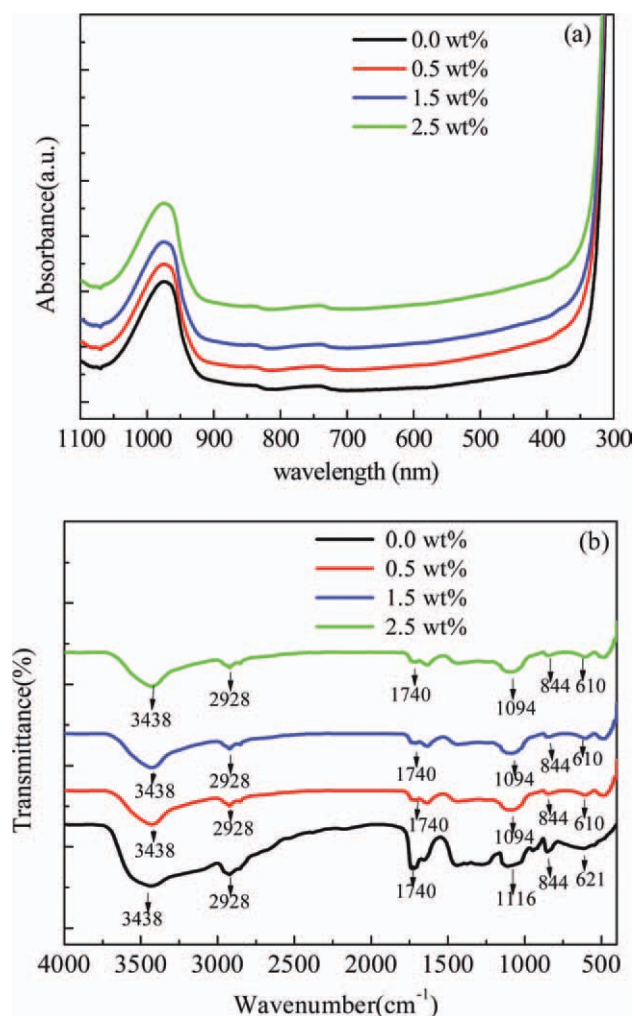 (a)
0.0 wt%
0.5 wt%
1.5 wt%
2.5 wt%
Absorbance(a.u.)
1100 1000 900 800 700 600 500 400 300
wavelength (nm)
(b)
0.0 wt%
0.5 wt%
1.5 wt%
2.5 wt%
Transmittance(%)
3438 2928 1740 1094 844 610
3438 2928 1740 1094 844 610
3438 2928 1740 1094 844 610
3438 2928 1740 1116 844 621
4000 3500 3000 2500 2000 1500 1000 500
Wavenumber(cm⁻¹)